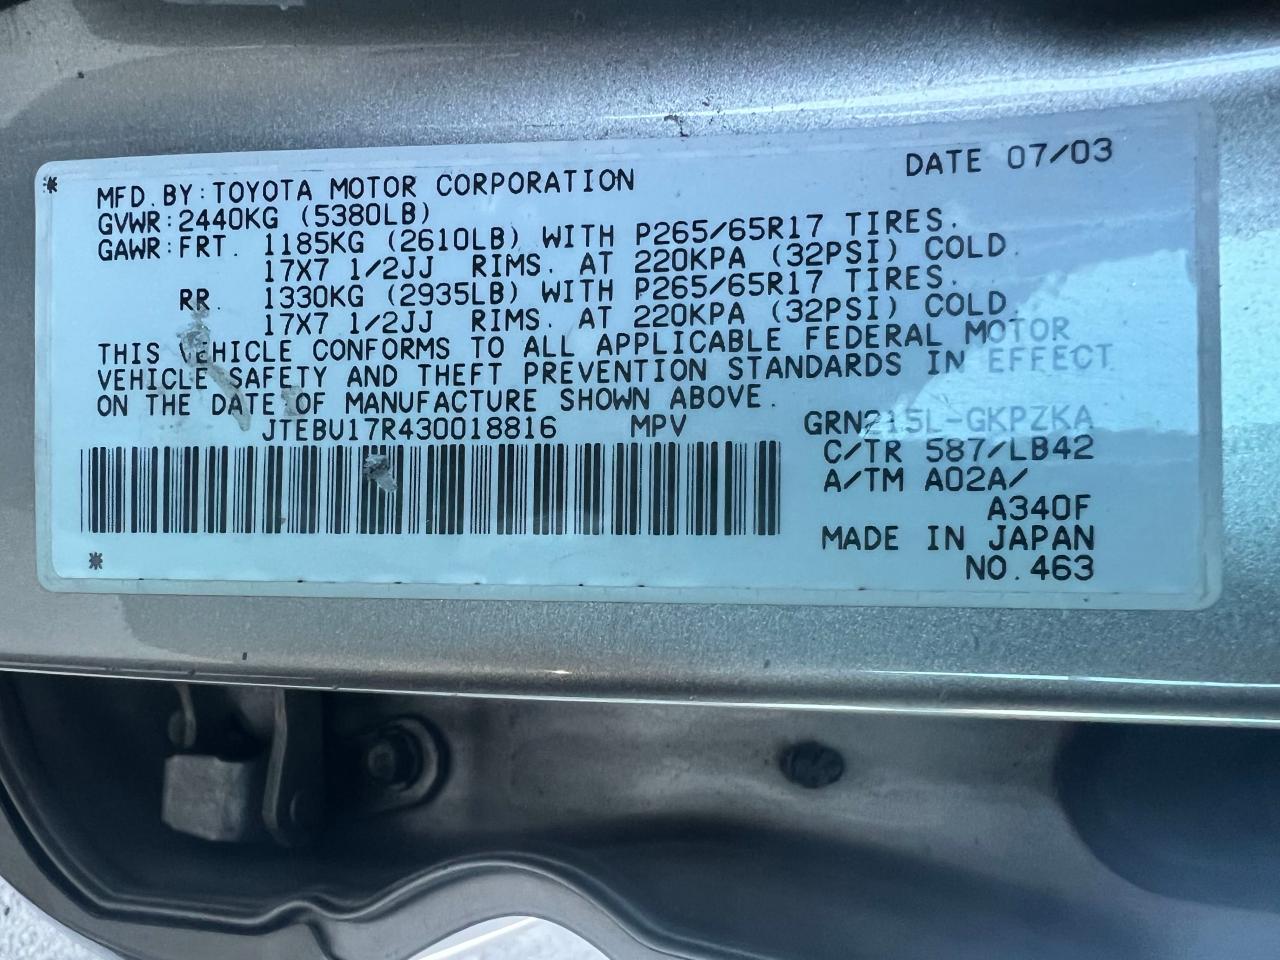 DATE 07/03
MFD. BY: TOYOTA MOTOR CORPORATION
GVWR: 2440KG (5380LB)
GAWR: FRT. 1185KG (2610LB) WITH P265/65R17 TIRES.
17X7 1/2JJ RIMS. AT 220KPA (32PSI) COLD.
RR. 1330KG (2935LB) WITH P265/65R17 TIRES.
17X7 1/2JJ RIMS. AT 220KPA (32PSI) COLD.
THIS VEHICLE CONFORMS TO ALL APPLICABLE FEDERAL MOTOR
VEHICLE SAFETY AND THEFT PREVENTION STANDARDS IN EFFECT
ON THE DATE OF MANUFACTURE SHOWN ABOVE.
JTEBU17R430018816 MPV GRN215L-GKPZKA
C/TR 587/LB42
A/TM A02A/
A340F
MADE IN JAPAN
NO. 463